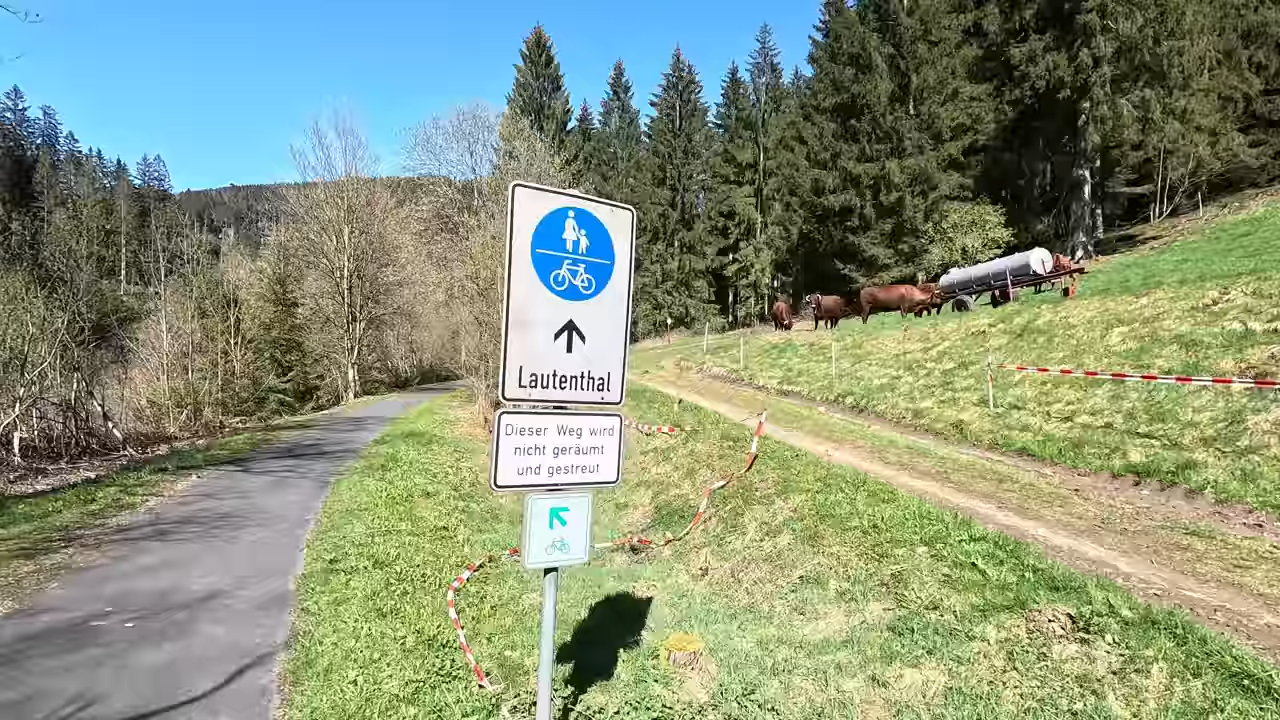 Lautenthal
Dieser Weg wird
nicht geräumt
und gestreut